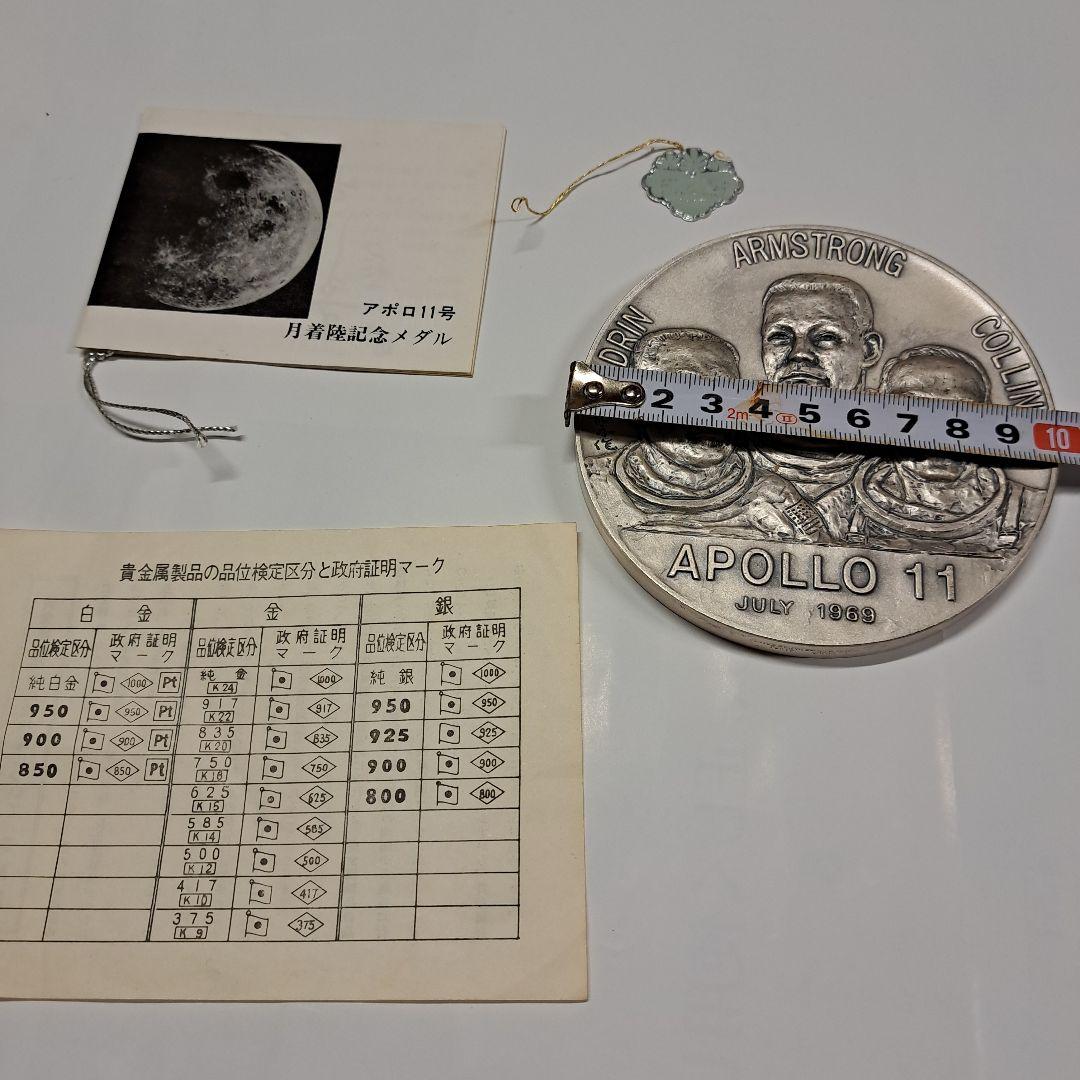 アポロ11号
月着陸記念メダル
ARMSTRONG
DRIN
COLLIN
2 3 4 5 6 7 8 9 10
2m
APOLLO 11
JULY 1969
貴金属製品の品位検定区分と政府証明マーク
白金 金 銀
品位検定区分 政府証明マーク 品位検定区分 政府証明マーク 品位検定区分 政府証明マーク
純白金 1000 Pt 純金 K24 1000 純銀 1000
950 950 Pt 917 K22 917 950 950
900 900 Pt 835 K20 835 925 925
850 850 Pt 750 K18 750 900 900
625 K15 625 800 800
585 K14 585
500 K12 500
417 K10 417
375 K9 375